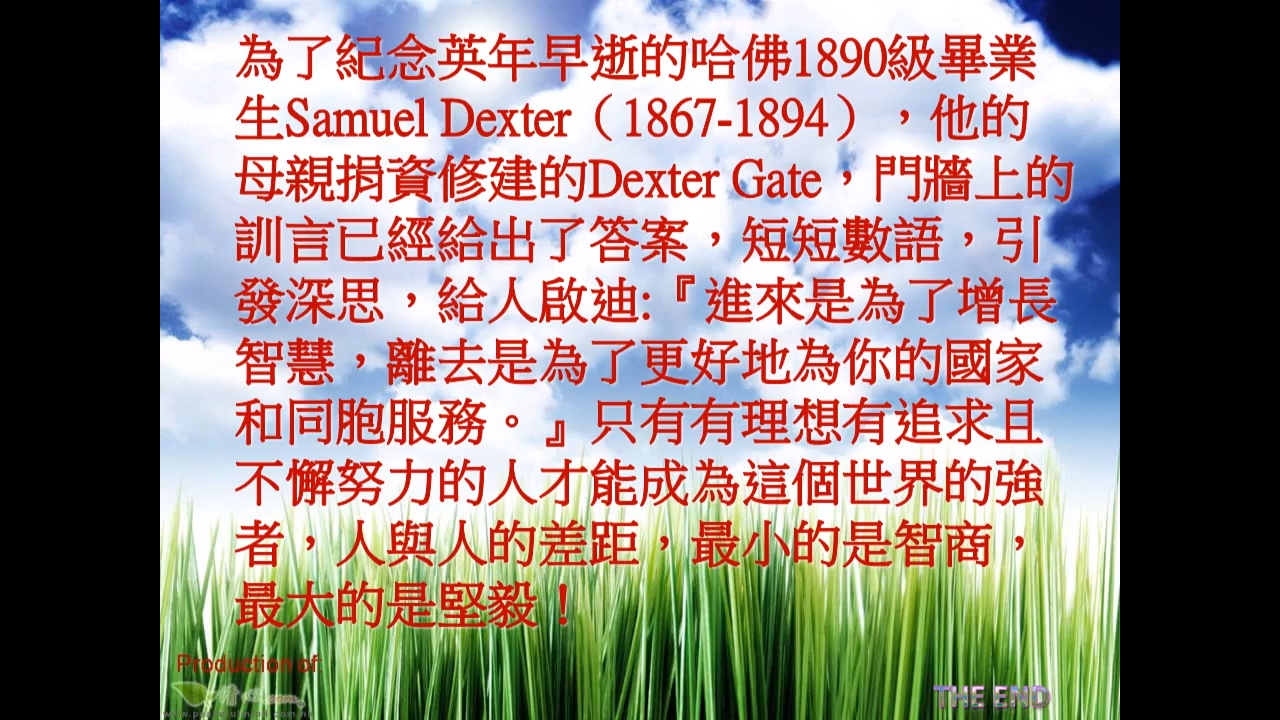 為了紀念英年早逝的哈佛1890級畢業
生Samuel Dexter（1867-1894），他的
母親捐資修建的Dexter Gate，門牆上的
訓言已經給出了答案，短短數語，引
發深思，給人啟迪:『進來是為了增長
智慧，離去是為了更好地為你的國家
和同胞服務。』只有有理想有追求且
不懈努力的人才能成為這個世界的強
者，人與人的差距，最小的是智商，
最大的是堅毅！
Production of:
THE END